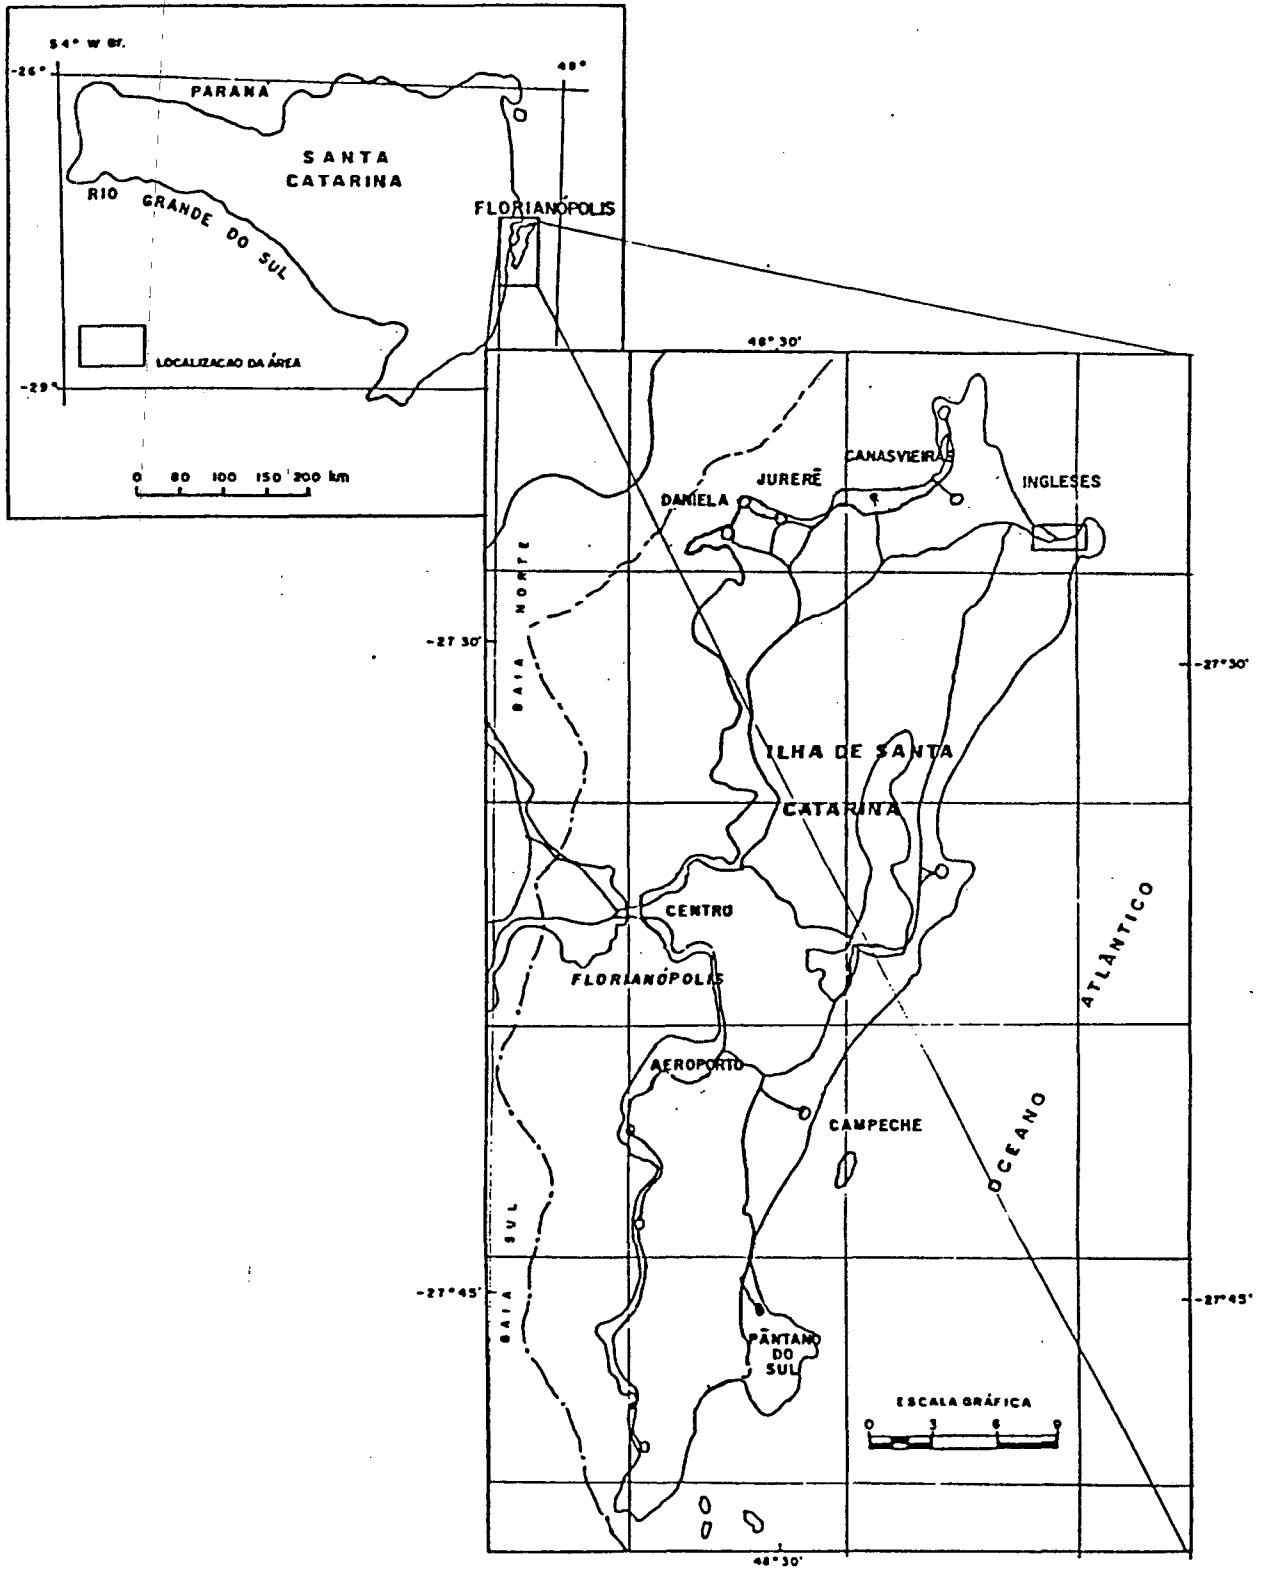 54° W Gr.
48°
-26°
PARANÁ
SANTA
CATARINA
RIO GRANDE DO SUL
FLORIANÓPOLIS
LOCALIZACAO DA ÁREA
-29°
0 50 100 150 200 km
48°30'
CANASVIEIRAS
JURERÊ
INGLESES
DANIELA
BAIA NORTE
-27 30'
-27°30'
ILHA DE SANTA
CATARINA
CENTRO
FLORIANÓPOLIS
OCEANO ATLÂNTICO
AEROPORTO
CAMPECHE
BAIA SUL
-27°45'
-27°45'
PÂNTANO
DO
SUL
ESCALA GRÁFICA
0 3 6 9
48°30'